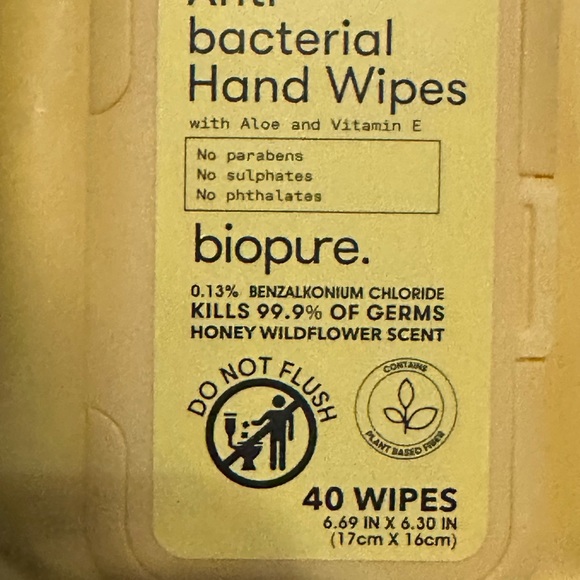 Anti
bacterial
Hand Wipes
with Aloe and Vitamin E
No parabens
No sulphates
No phthalates
biopure.
0.13% BENZALKONIUM CHLORIDE
KILLS 99.9% OF GERMS
HONEY WILDFLOWER SCENT
DO NOT FLUSH
CONTAINS
PLANT BASED FIBER
40 WIPES
6.69 IN X 6.30 IN
(17cm X 16cm)